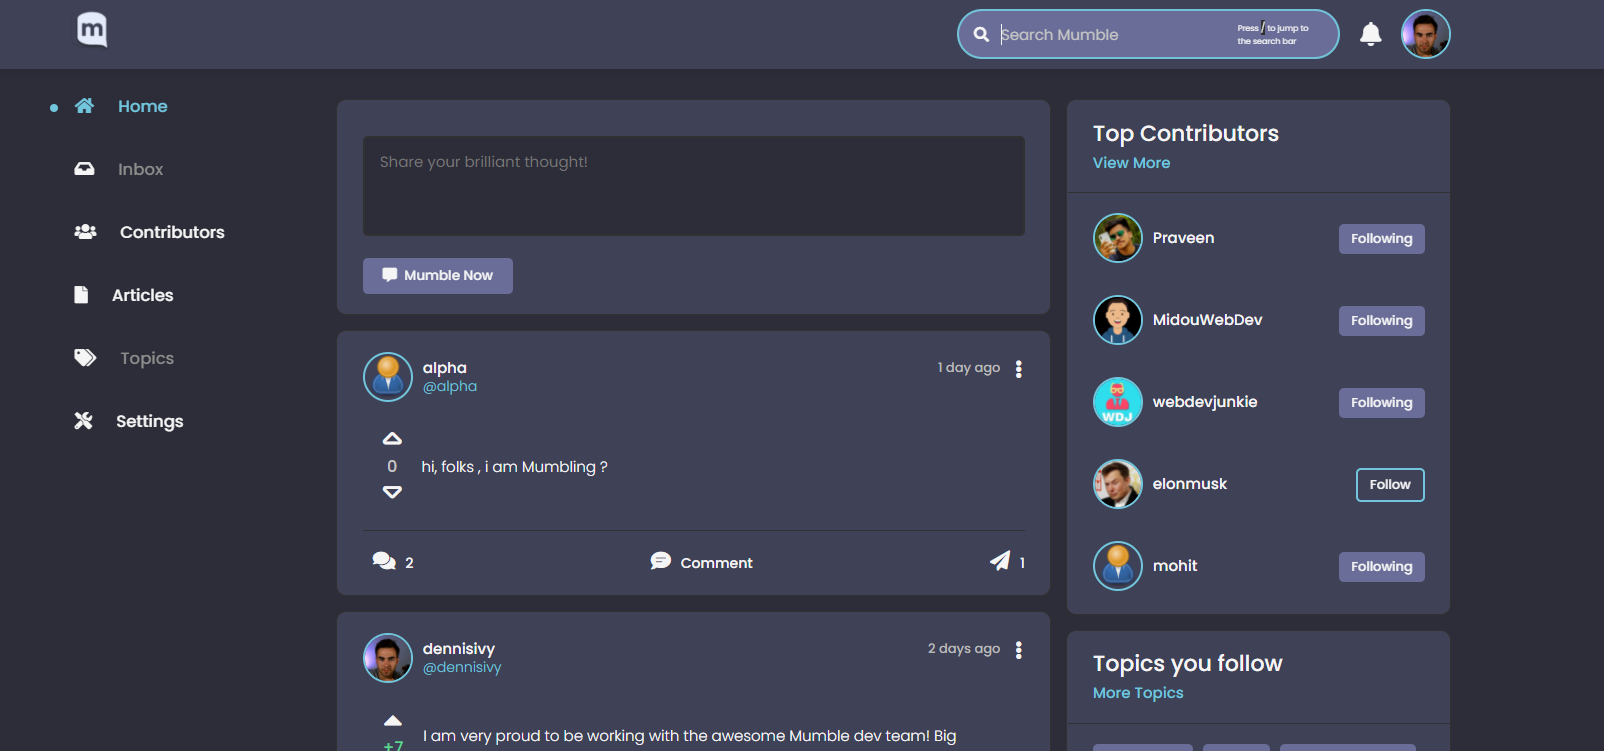 m
Search Mumble
Press / to jump to
the search bar
Home
Inbox
Contributors
Articles
Topics
Settings
Share your brilliant thought!
Mumble Now
alpha
@alpha
1 day ago
0
hi, folks , i am Mumbling ?
2
Comment
1
dennisivy
@dennisivy
2 days ago
+7
I am very proud to be working with the awesome Mumble dev team! Big
Top Contributors
View More
Praveen
Following
MidouWebDev
Following
WDJ
webdevjunkie
Following
elonmusk
Follow
mohit
Following
Topics you follow
More Topics